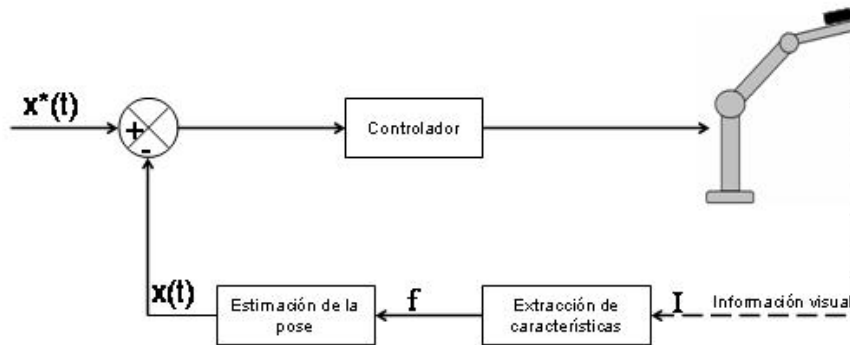 x*(t)
+
-
Controlador
x(t)
Estimación de la
pose
f
Extracción de
características
I
Información visual